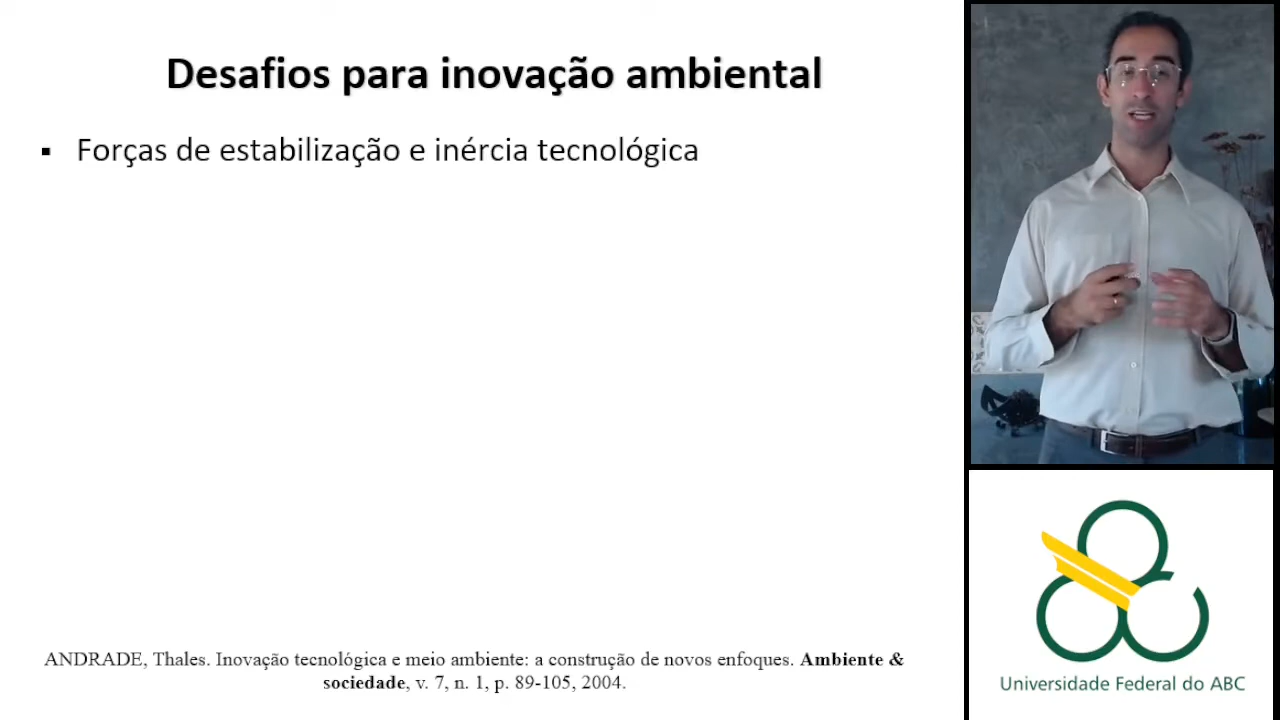 Desafios para inovação ambiental
▪ Forças de estabilização e inércia tecnológica
ANDRADE, Thales. Inovação tecnológica e meio ambiente: a construção de novos enfoques. Ambiente &
sociedade, v. 7, n. 1, p. 89-105, 2004.
Universidade Federal do ABC